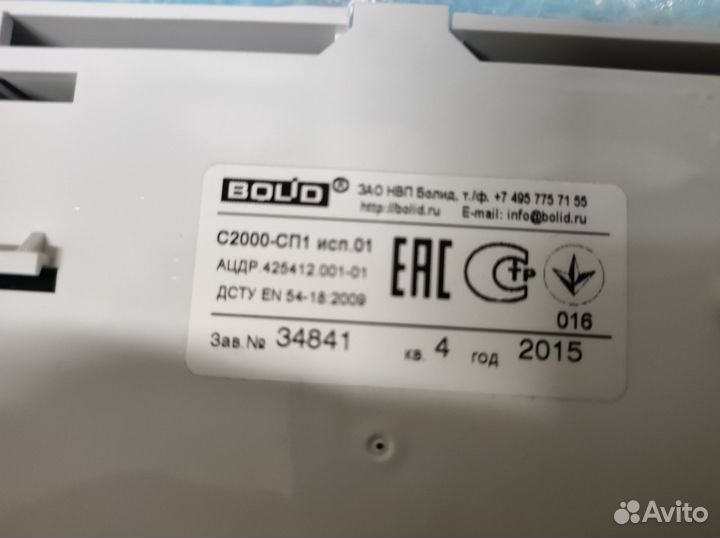 BOLID® ЗАО НВП Болид, т./ф. +7 495 775 71 55
http://bolid.ru E-mail: info@bolid.ru
С2000-СП1 исп.01
АЦДР.425412.001-01
ДСТУ EN 54-18:2009
ЕАС
С ТР
016
Зав.№ 34841 кв. 4 год 2015
Avito